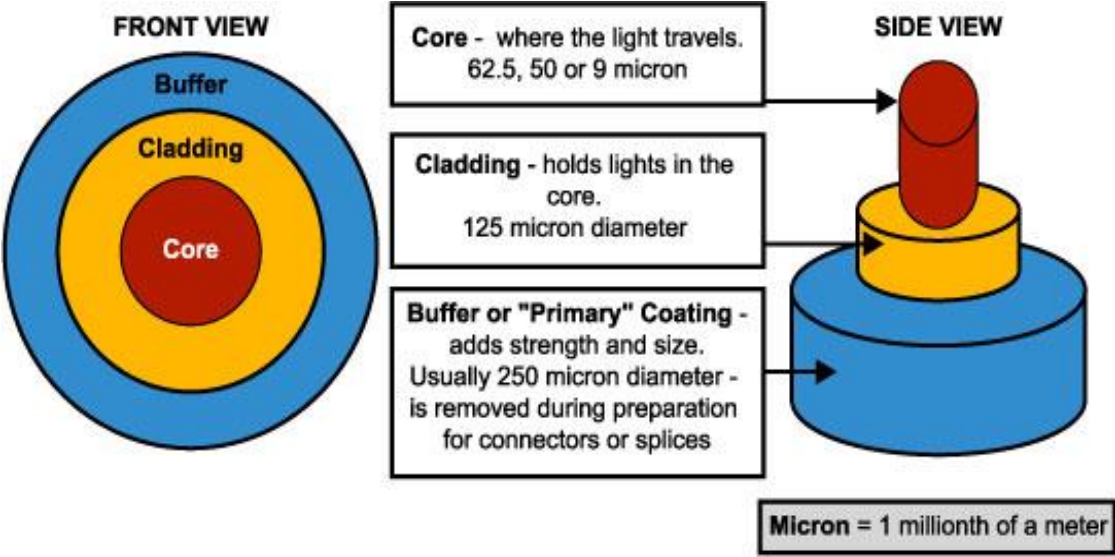 FRONT VIEW
Buffer
Cladding
Core
Core - where the light travels.
62.5, 50 or 9 micron
Cladding - holds lights in the
core.
125 micron diameter
Buffer or "Primary" Coating -
adds strength and size.
Usually 250 micron diameter -
is removed during preparation
for connectors or splices
SIDE VIEW
Micron = 1 millionth of a meter